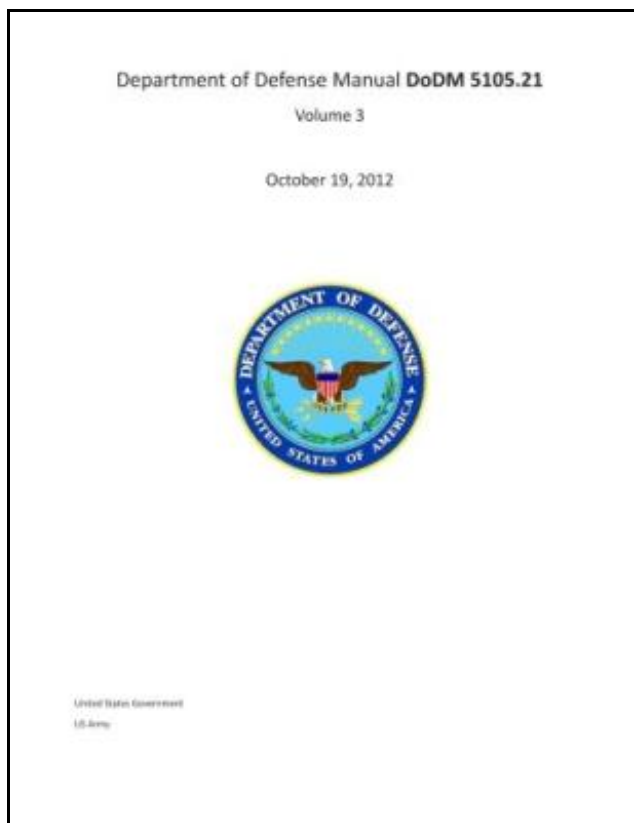 Department of Defense Manual DoDM 5105.21
Volume 3
October 19, 2012
DEPARTMENT OF DEFENSE
UNITED STATES OF AMERICA
United States Government
US Army